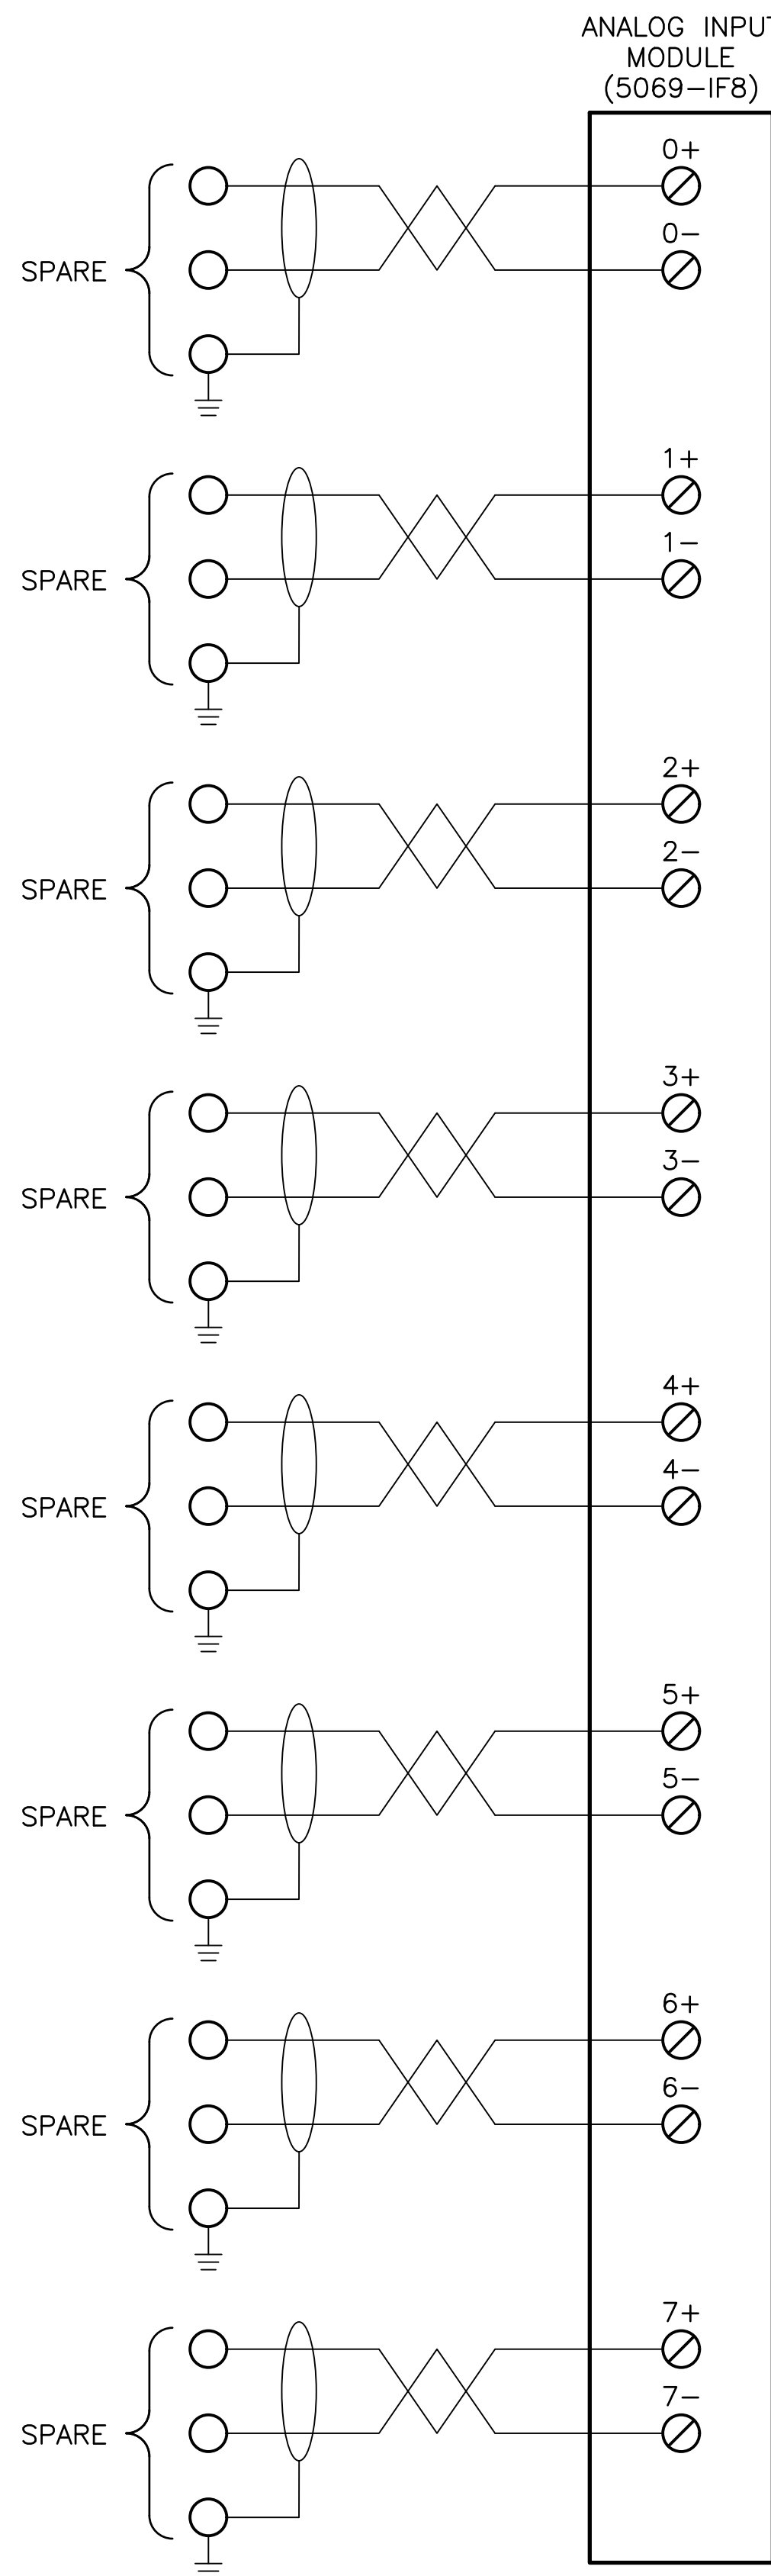 ANALOG INPUT
MODULE
(5069-IF8)
0+
0-
SPARE
1+
1-
SPARE
2+
2-
SPARE
3+
3-
SPARE
4+
4-
SPARE
5+
5-
SPARE
6+
6-
SPARE
7+
7-
SPARE